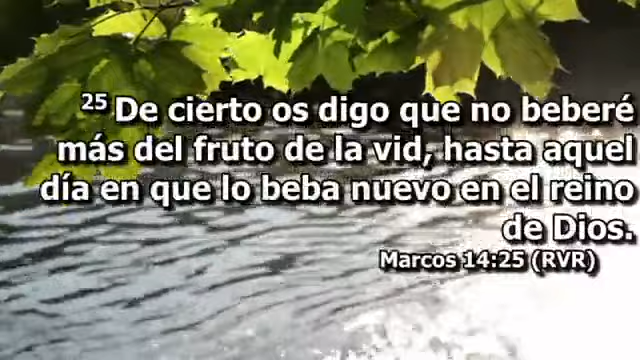 25 De cierto os digo que no beberé
más del fruto de la vid, hasta aquel
día en que lo beba nuevo en el reino
de Dios.
Marcos 14:25 (RVR)